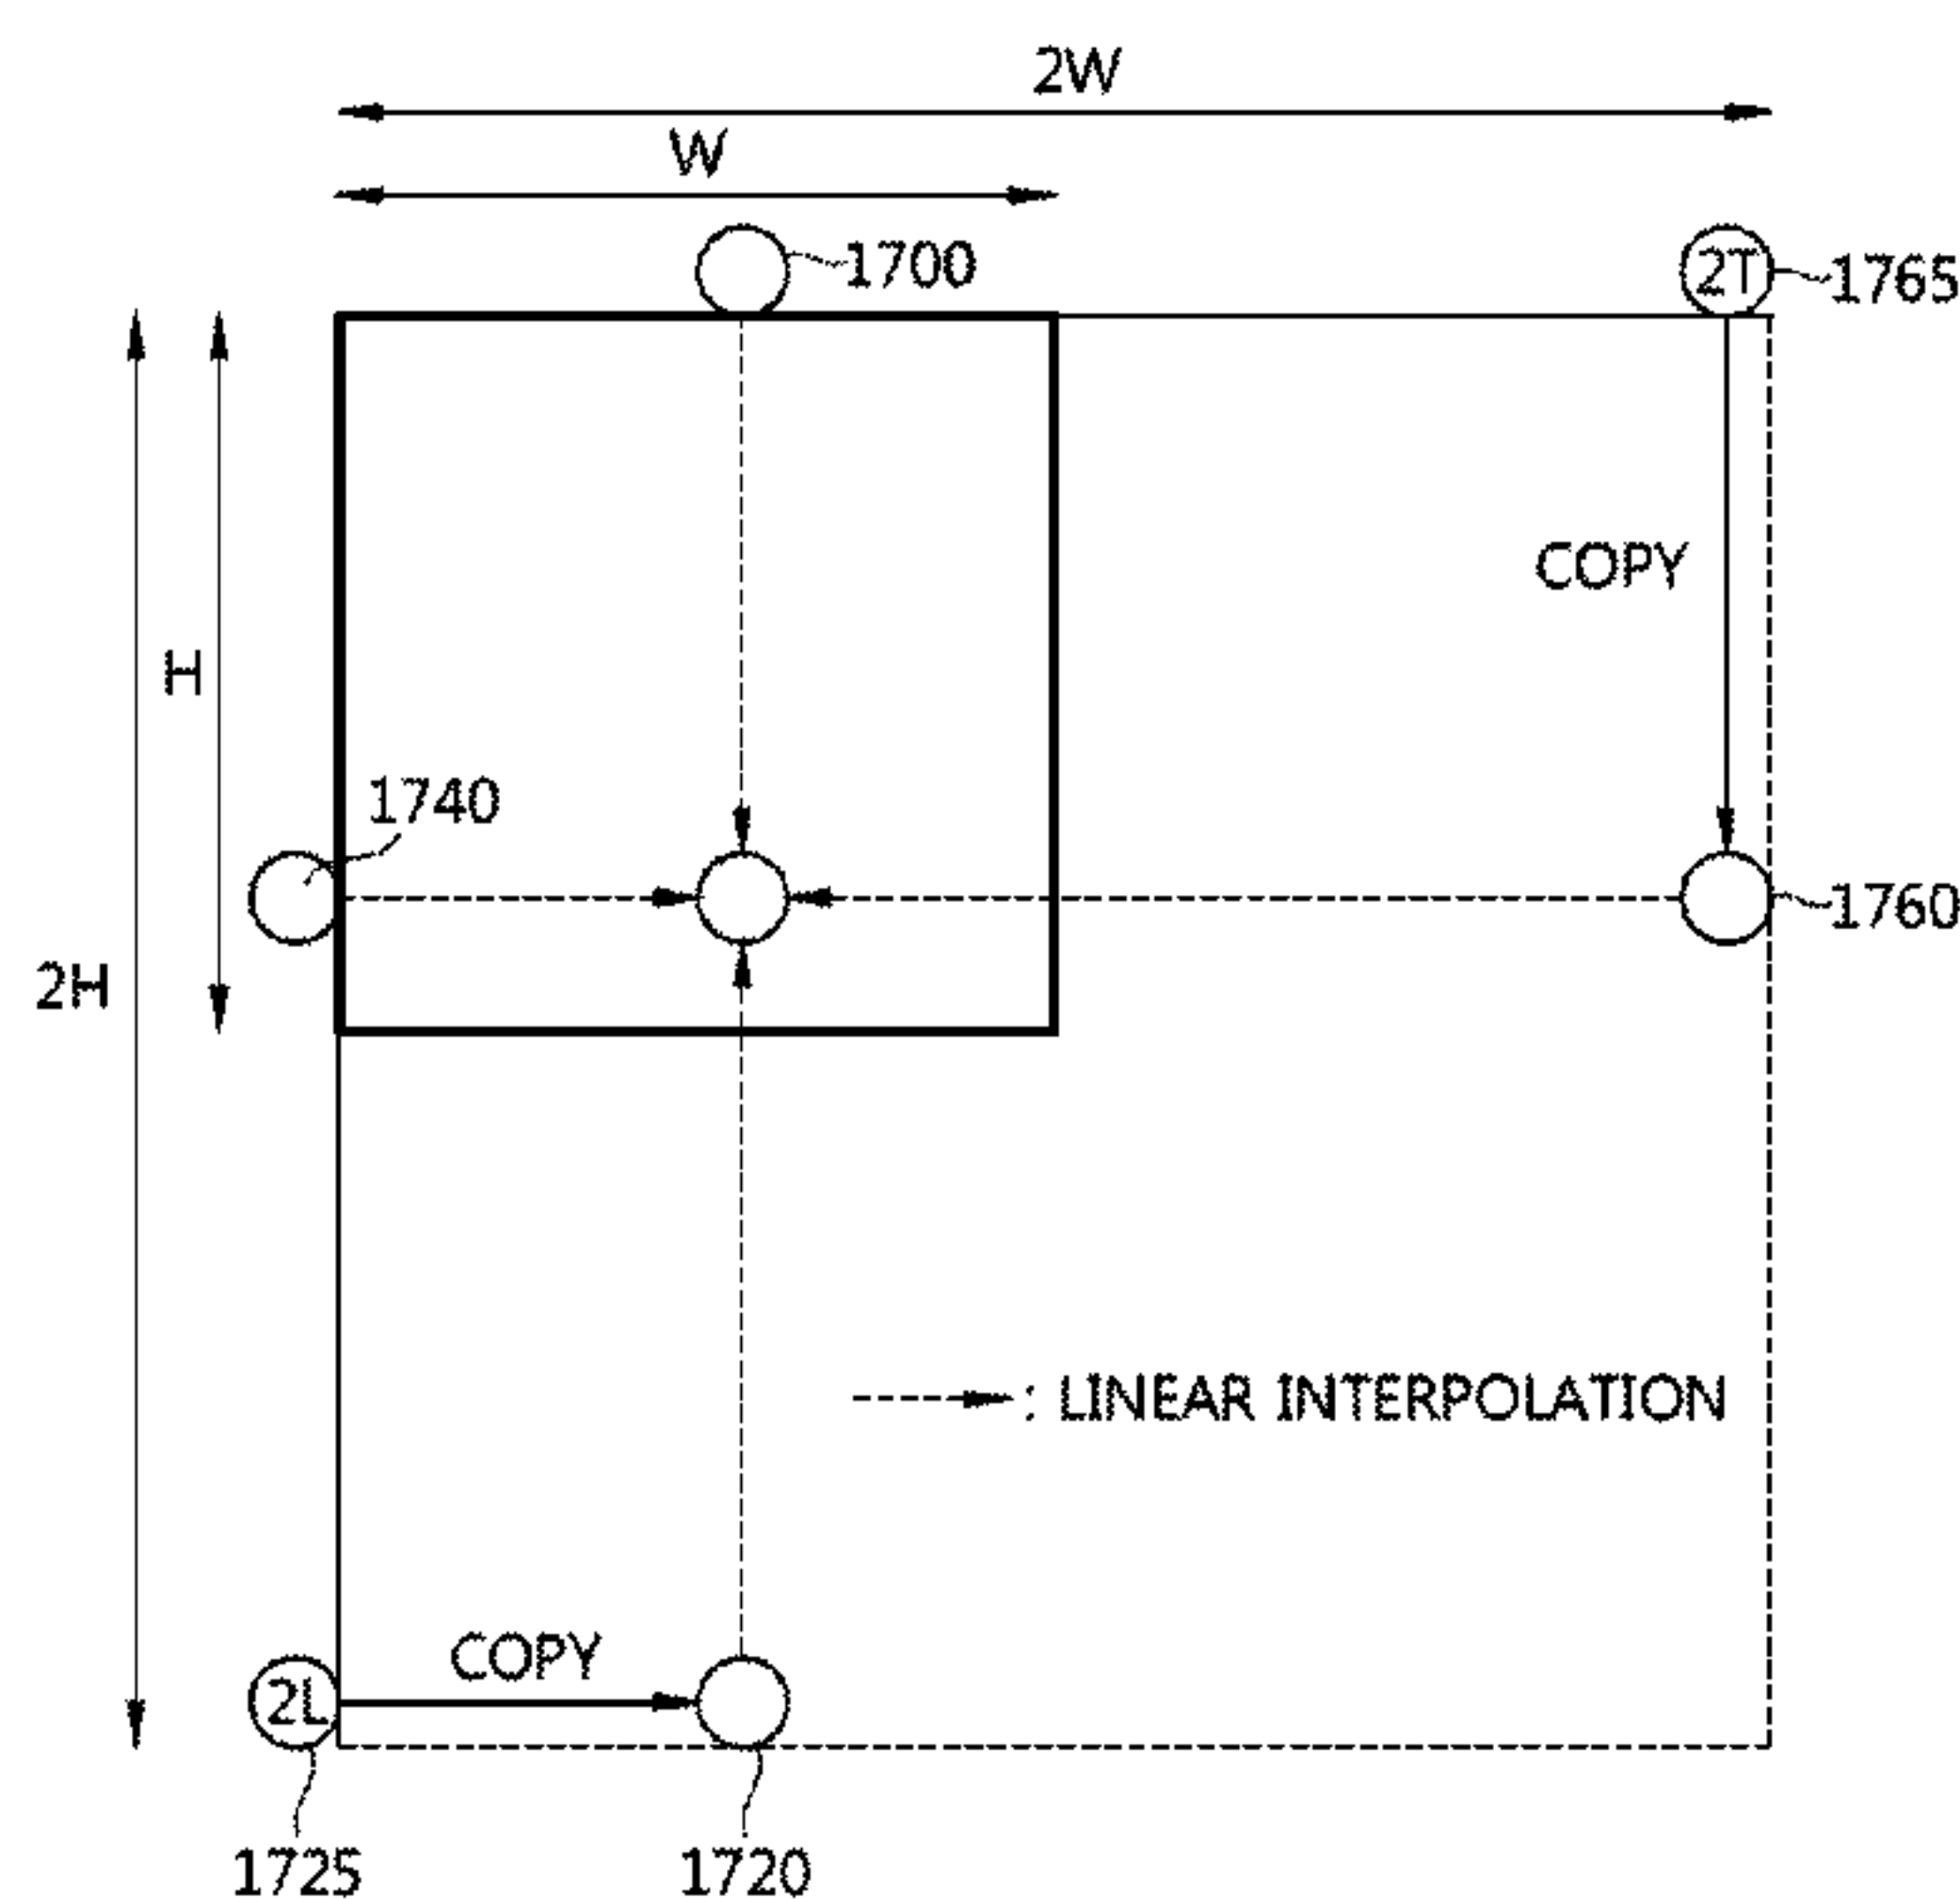 2W
W
1700
2T
1765
COPY
H
1740
1760
2H
: LINEAR INTERPOLATION
COPY
2L
1725
1720